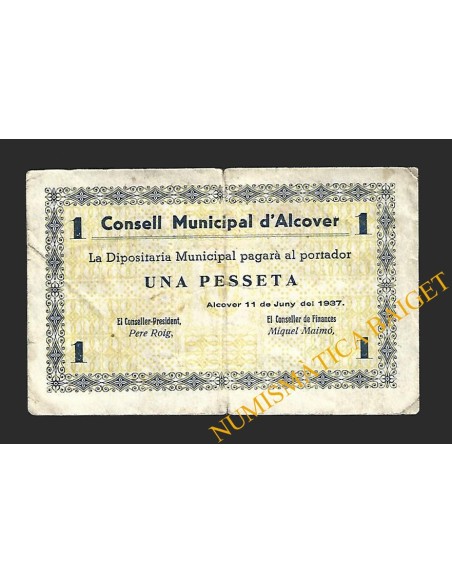 1 Consell Municipal d'Alcover 1
La Dipositaria Municipal pagarà al portador
UNA PESSETA
Alcover 11 de Juny del 1937.
El Conseller-President, El Conseller de Finances
Pere Roig, Miquel Maimó,
1 1
NUMISMATICA BAIGET